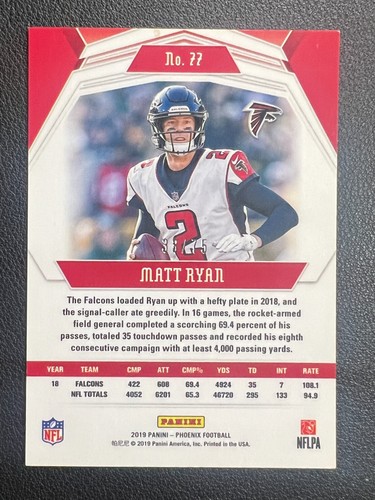 No. 77
FALCONS
2
MATT RYAN
The Falcons loaded Ryan up with a hefty plate in 2018, and
the signal-caller ate greedily. In 16 games, the rocket-armed
field general completed a scorching 69.4 percent of his
passes, totaled 35 touchdown passes and recorded his eighth
consecutive campaign with at least 4,000 passing yards.
YEAR TEAM CMP ATT CMP% YDS TD INT RATE
18 FALCONS 422 608 69.4 4924 35 7 108.1
NFL TOTALS 4052 6201 65.3 46720 295 133 94.9
NFL
PANINI
NFLPA
2019 PANINI – PHOENIX FOOTBALL
帕尼尼 © 2019 Panini America, Inc. Printed in the USA.